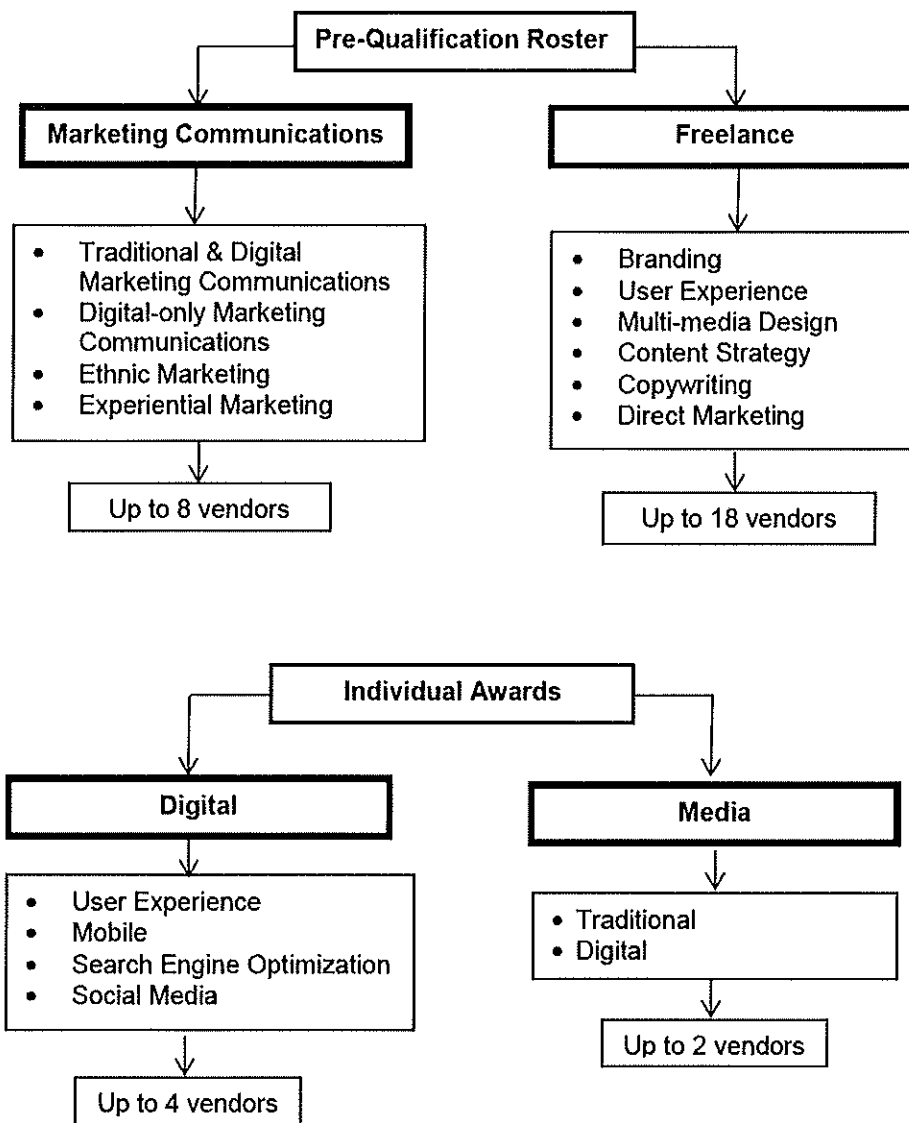 Pre-Qualification Roster
Marketing Communications
• Traditional & Digital
Marketing Communications
• Digital-only Marketing
Communications
• Ethnic Marketing
• Experiential Marketing
Up to 8 vendors
Freelance
• Branding
• User Experience
• Multi-media Design
• Content Strategy
• Copywriting
• Direct Marketing
Up to 18 vendors
Individual Awards
Digital
• User Experience
• Mobile
• Search Engine Optimization
• Social Media
Up to 4 vendors
Media
• Traditional
• Digital
Up to 2 vendors